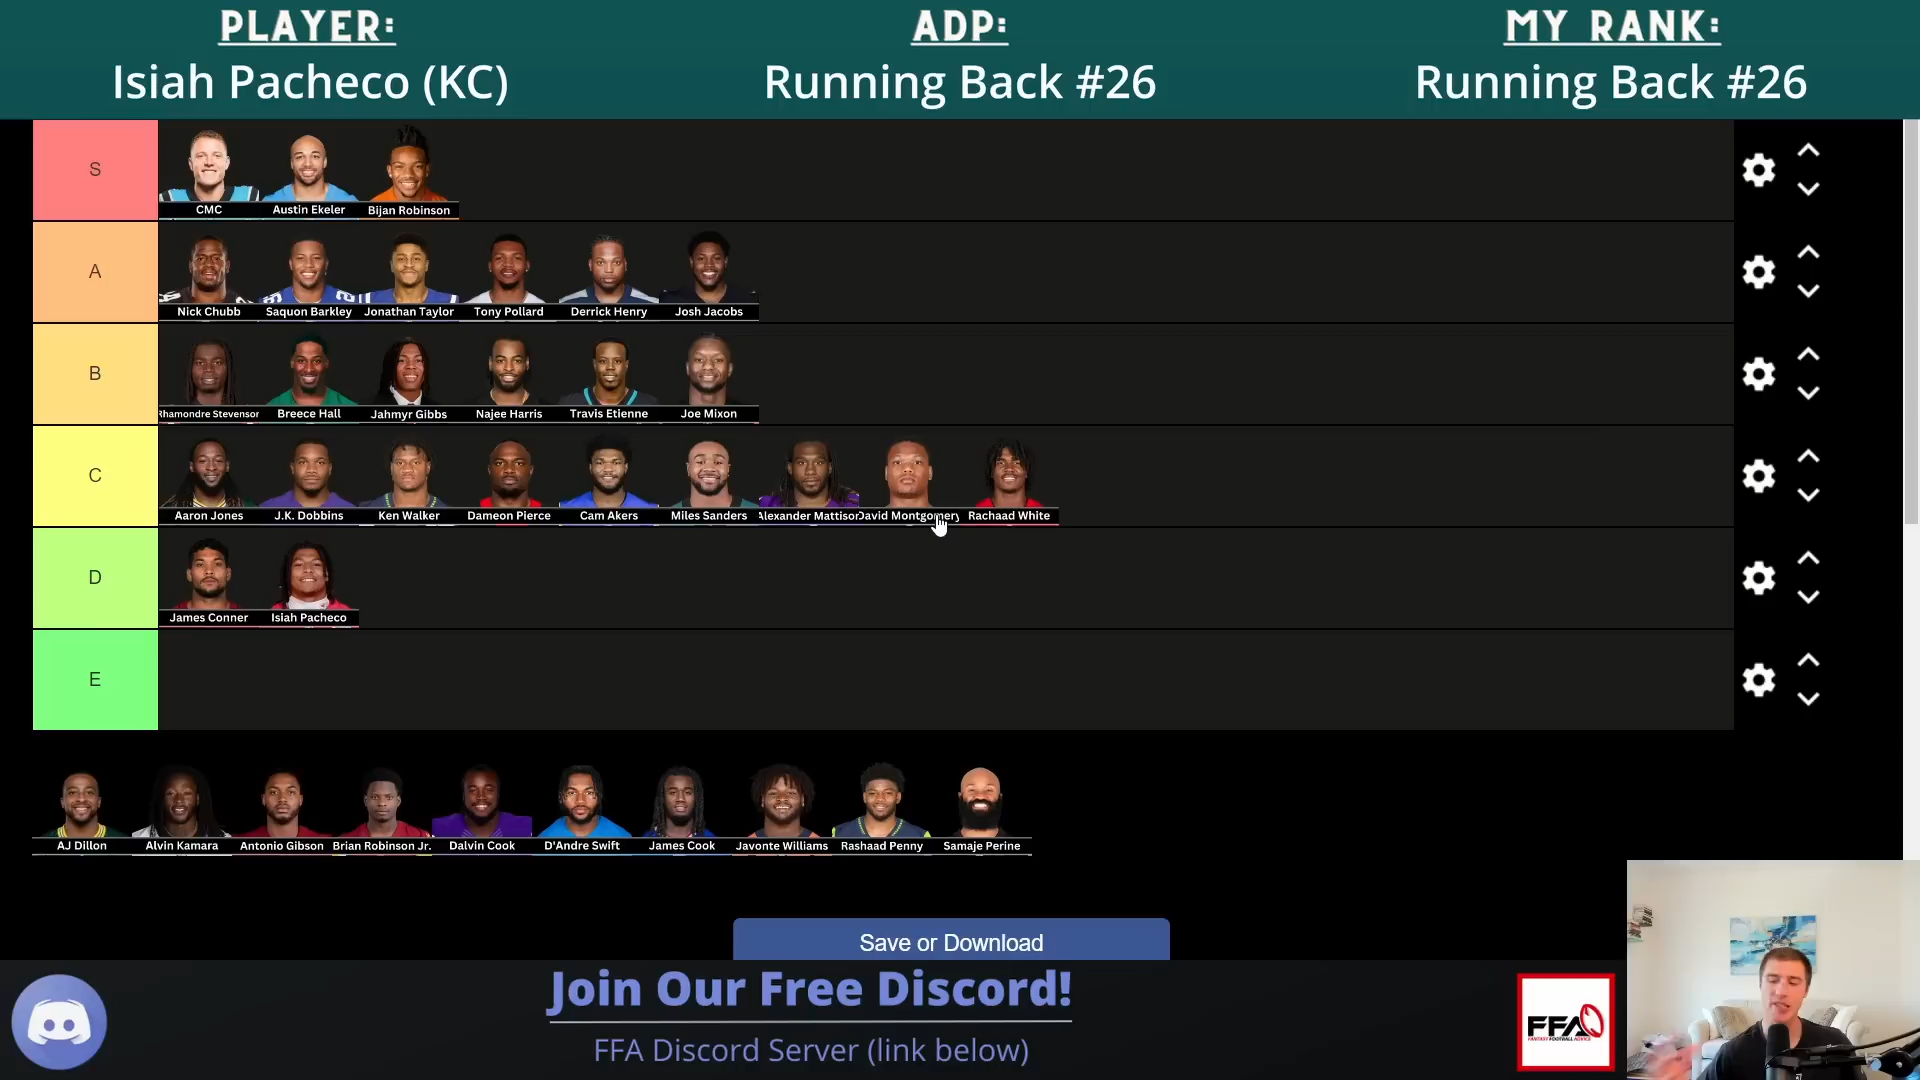 PLAYER:
Isiah Pacheco (KC)
ADP:
Running Back #26
MY RANK:
Running Back #26
S
CMC
Austin Ekeler
Bijan Robinson
A
Nick Chubb
Saquon Barkley
Jonathan Taylor
Tony Pollard
Derrick Henry
Josh Jacobs
B
Rhamondre Stevenson
Breece Hall
Jahmyr Gibbs
Najee Harris
Travis Etienne
Joe Mixon
C
Aaron Jones
J.K. Dobbins
Ken Walker
Dameon Pierce
Cam Akers
Miles Sanders
Alexander Mattison
David Montgomery
Rachaad White
D
James Conner
Isiah Pacheco
E
AJ Dillon
Alvin Kamara
Antonio Gibson
Brian Robinson Jr.
Dalvin Cook
D'Andre Swift
James Cook
Javonte Williams
Rashaad Penny
Samaje Perine
Save or Download
Join Our Free Discord!
FFA Discord Server (link below)
FFA
FANTASY FOOTBALL ADVICE